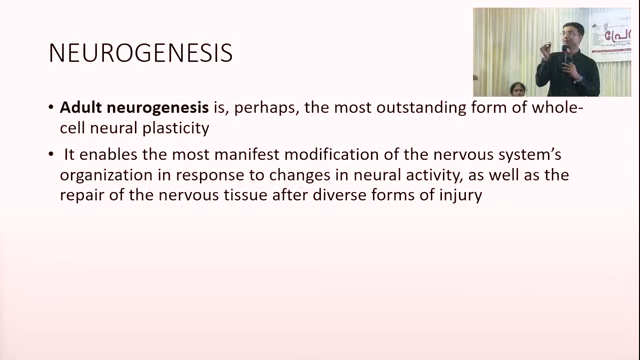 NEUROGENESIS
• Adult neurogenesis is, perhaps, the most outstanding form of whole-
cell neural plasticity
• It enables the most manifest modification of the nervous system’s
organization in response to changes in neural activity, as well as the
repair of the nervous tissue after diverse forms of injury